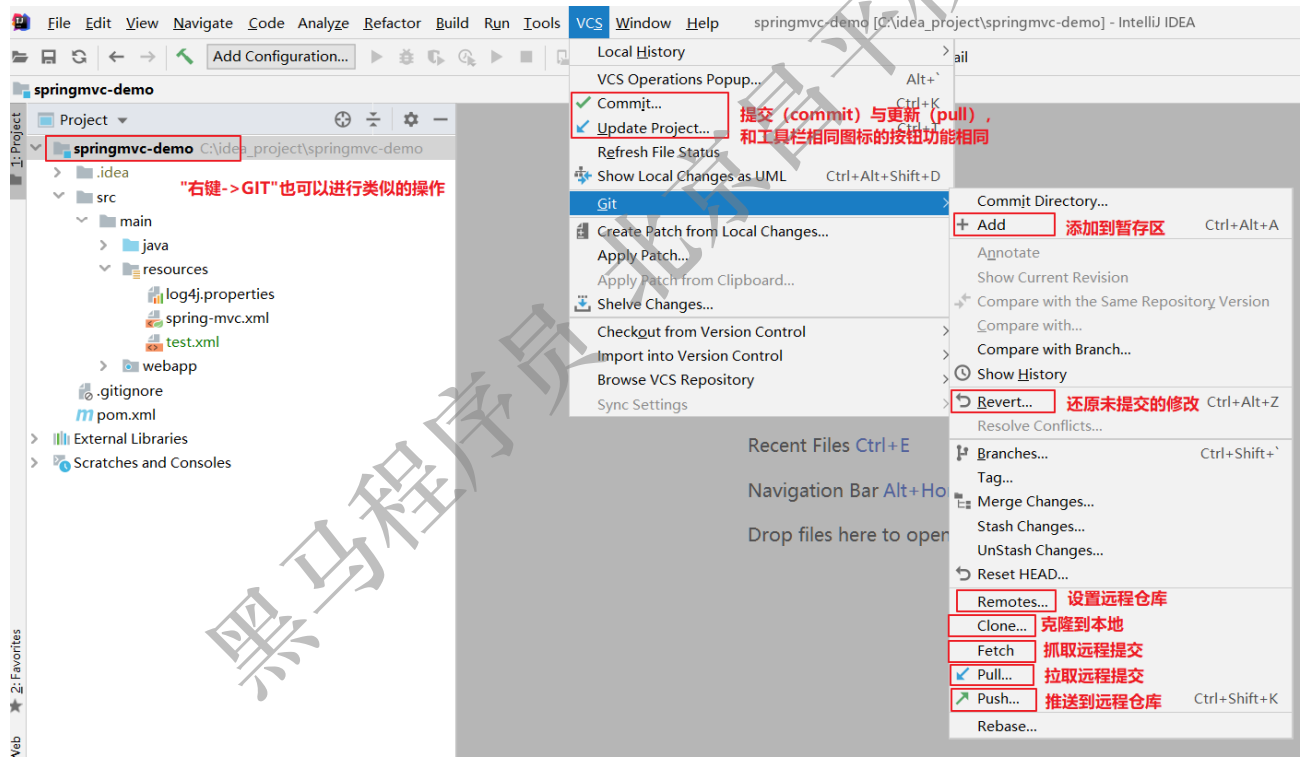 File Edit View Navigate Code Analyze Refactor Build Run Tools VCS Window Help springmvc-demo [C:\idea_project\springmvc-demo] - IntelliJ IDEA
Add Configuration...
springmvc-demo
1: Project
Project
springmvc-demo C:\idea_project\springmvc-demo
.idea
"右键->GIT"也可以进行类似的操作
src
main
java
resources
log4j.properties
spring-mvc.xml
test.xml
webapp
.gitignore
pom.xml
External Libraries
Scratches and Consoles
2: Favorites
Local History
ail
VCS Operations Popup... Alt+`
Commit... Ctrl+K
Update Project...
提交（commit）与更新（pull），
和工具栏相同图标的按钮功能相同
Refresh File Status
Show Local Changes as UML Ctrl+Alt+Shift+D
Git
Create Patch from Local Changes...
Apply Patch...
Apply Patch from Clipboard...
Shelve Changes...
Checkout from Version Control
Import into Version Control
Browse VCS Repository
Sync Settings
Recent Files Ctrl+E
Navigation Bar Alt+Ho
Drop files here to open
Commit Directory...
Add 添加到暂存区 Ctrl+Alt+A
Annotate
Show Current Revision
Compare with the Same Repository Version
Compare with...
Compare with Branch...
Show History
Revert... 还原未提交的修改 Ctrl+Alt+Z
Resolve Conflicts...
Branches... Ctrl+Shift+`
Tag...
Merge Changes...
Stash Changes...
UnStash Changes...
Reset HEAD...
Remotes... 设置远程仓库
Clone... 克隆到本地
Fetch 抓取远程提交
Pull... 拉取远程提交
Push... 推送到远程仓库 Ctrl+Shift+K
Rebase...
黑马程序员 北京昌平校